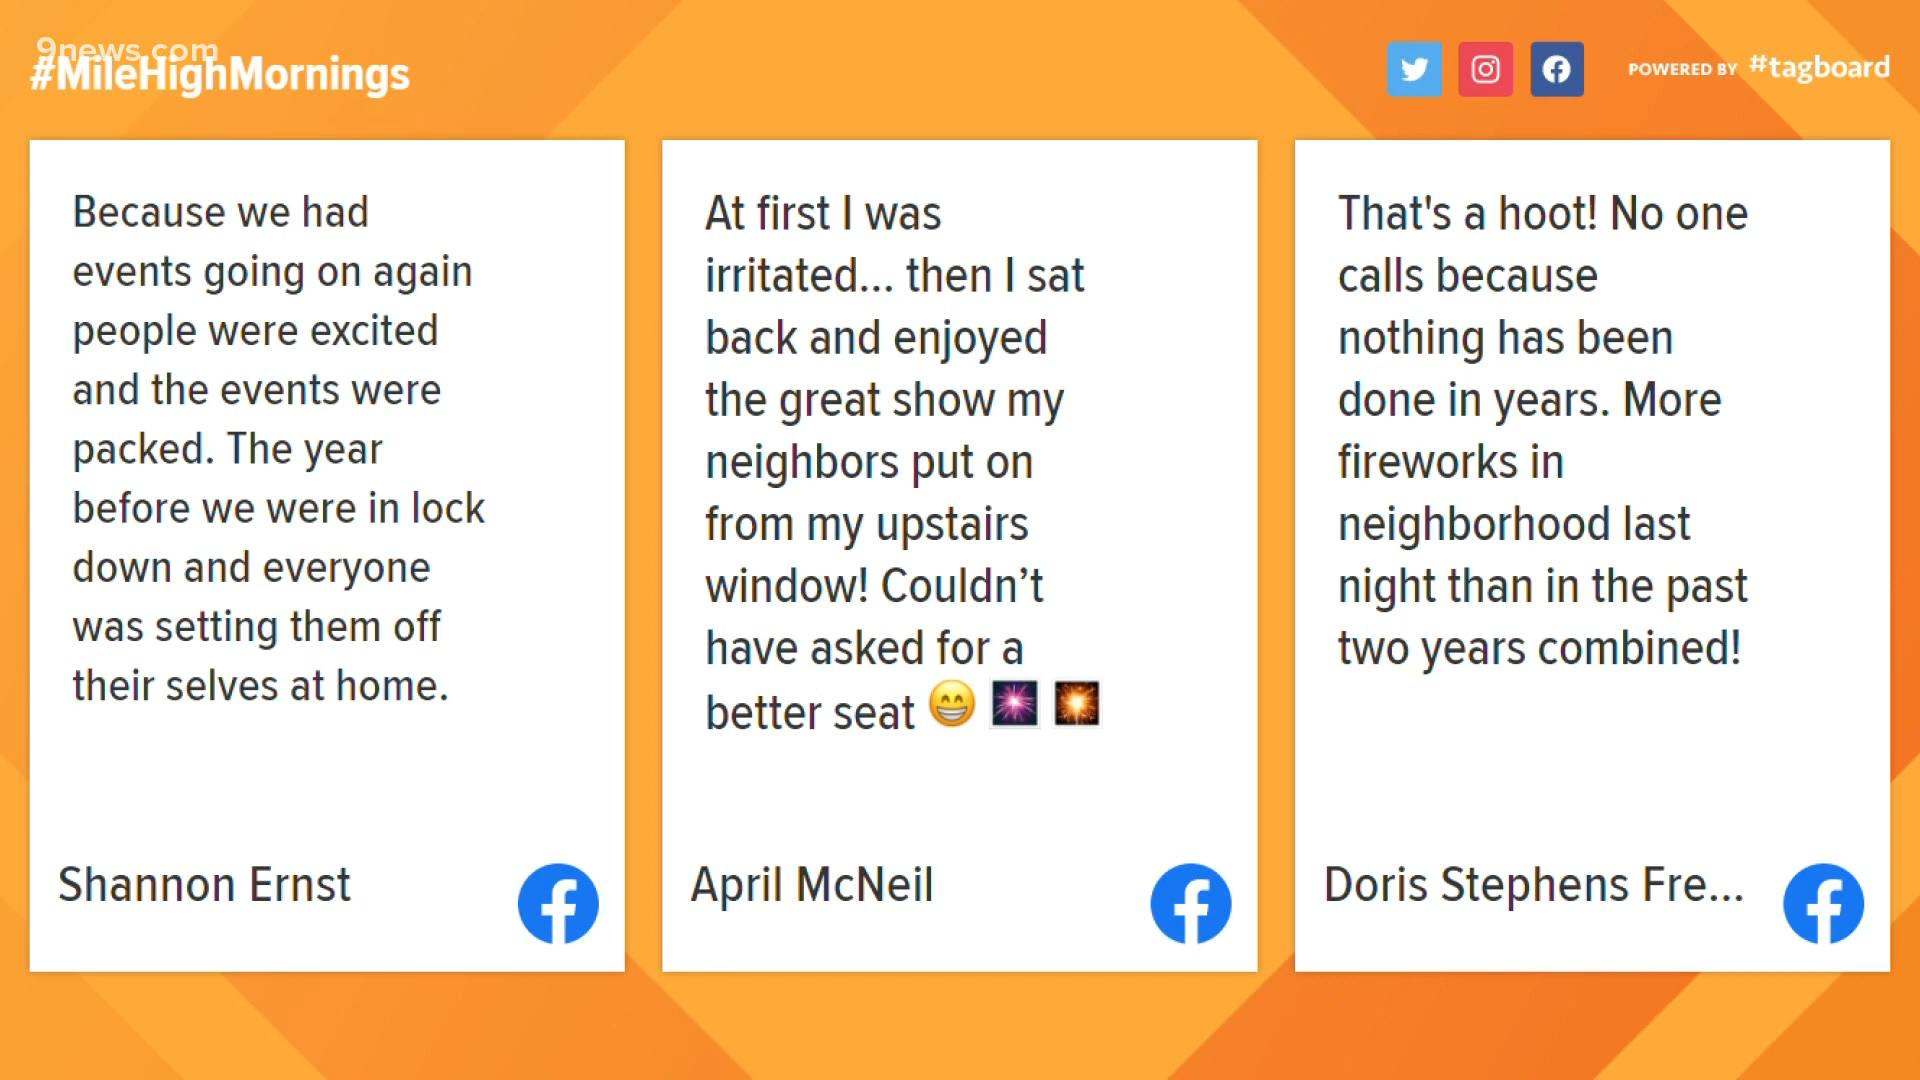 9news.com
#MileHighMornings
POWERED BY #tagboard
Because we had
events going on again
people were excited
and the events were
packed. The year
before we were in lock
down and everyone
was setting them off
their selves at home.
Shannon Ernst
At first I was
irritated... then I sat
back and enjoyed
the great show my
neighbors put on
from my upstairs
window! Couldn’t
have asked for a
better seat 😁 🎆 🎇
April McNeil
That's a hoot! No one
calls because
nothing has been
done in years. More
fireworks in
neighborhood last
night than in the past
two years combined!
Doris Stephens Fre...